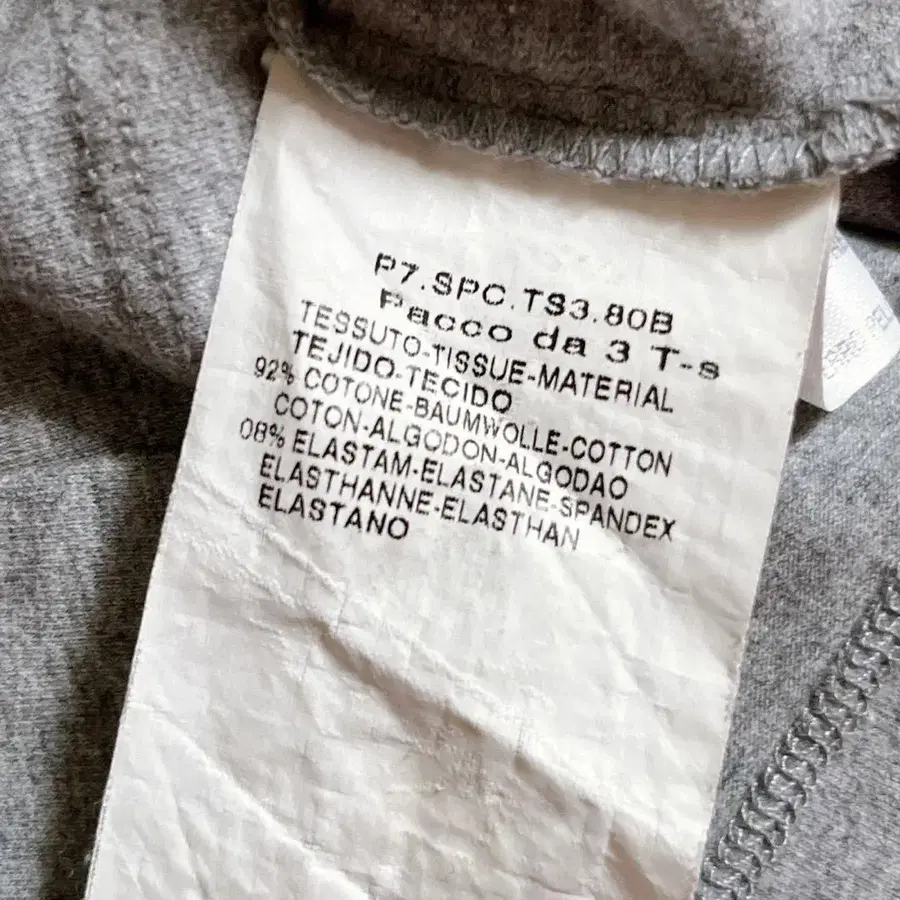 P7.SPC.TS3.80B
Pacco da 3 T-s
TESSUTO-TISSUE-MATERIAL
TEJIDO-TECIDO
92% COTONE-BAUMWOLLE-COTTON
COTON-ALGODON-ALGODAO
08% ELASTAM-ELASTANE-SPANDEX
ELASTHANNE-ELASTHAN
ELASTANO